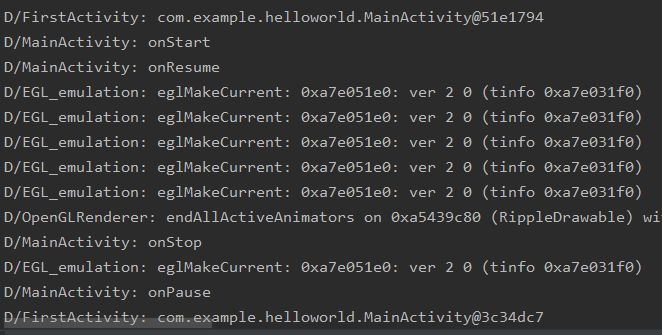 D/FirstActivity: com.example.helloworld.MainActivity@51e1794
D/MainActivity: onStart
D/MainActivity: onResume
D/EGL_emulation: eglMakeCurrent: 0xa7e051e0: ver 2 0 (tinfo 0xa7e031f0)
D/EGL_emulation: eglMakeCurrent: 0xa7e051e0: ver 2 0 (tinfo 0xa7e031f0)
D/EGL_emulation: eglMakeCurrent: 0xa7e051e0: ver 2 0 (tinfo 0xa7e031f0)
D/EGL_emulation: eglMakeCurrent: 0xa7e051e0: ver 2 0 (tinfo 0xa7e031f0)
D/EGL_emulation: eglMakeCurrent: 0xa7e051e0: ver 2 0 (tinfo 0xa7e031f0)
D/OpenGLRenderer: endAllActiveAnimators on 0xa5439c80 (RippleDrawable) wi
D/MainActivity: onStop
D/EGL_emulation: eglMakeCurrent: 0xa7e051e0: ver 2 0 (tinfo 0xa7e031f0)
D/MainActivity: onPause
D/FirstActivity: com.example.helloworld.MainActivity@3c34dc7